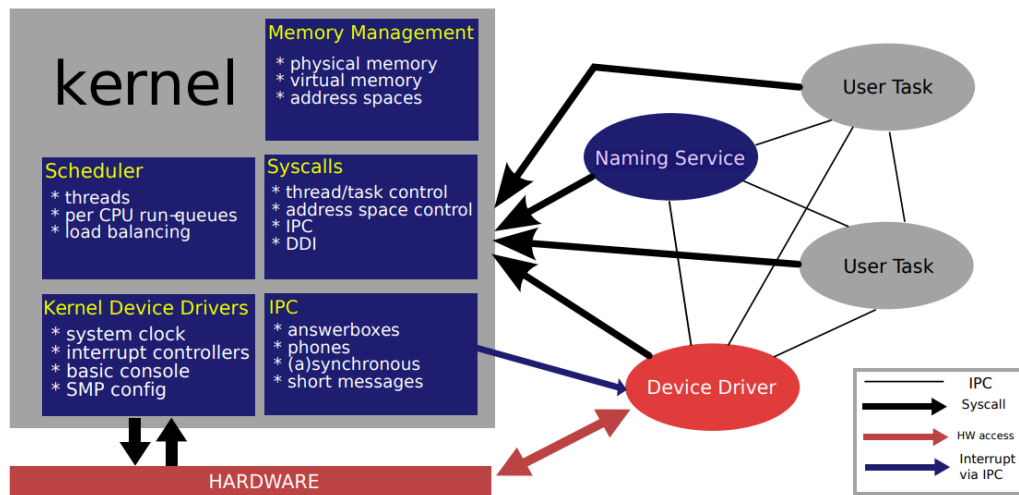 kernel
Memory Management
* physical memory
* virtual memory
* address spaces
Scheduler
* threads
* per CPU run-queues
* load balancing
Syscalls
* thread/task control
* address space control
* IPC
* DDI
Kernel Device Drivers
* system clock
* interrupt controllers
* basic console
* SMP config
IPC
* answerboxes
* phones
* (a)synchronous
* short messages
HARDWARE
User Task
Naming Service
User Task
Device Driver
IPC
Syscall
HW access
Interrupt
via IPC